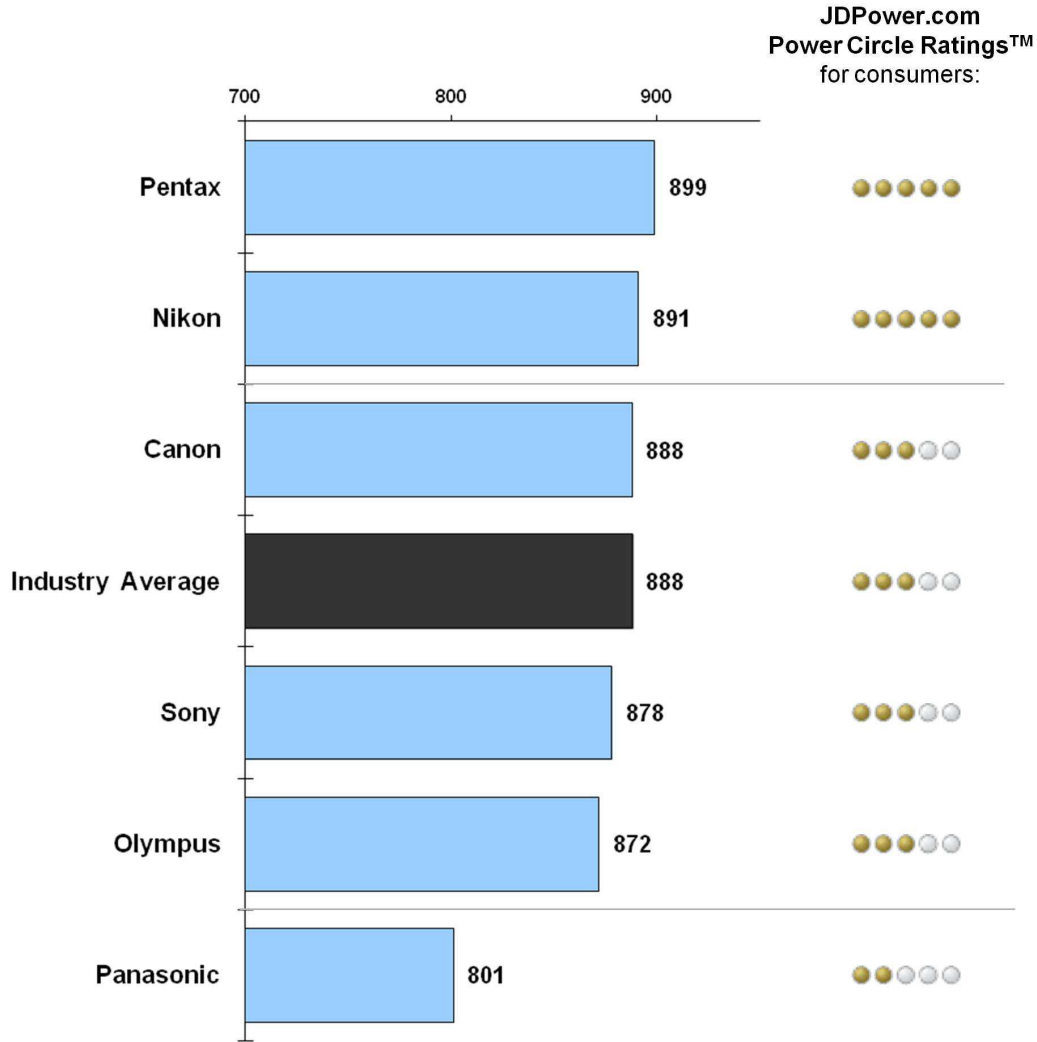 JDPower.com
Power Circle Ratings™
for consumers:
700 800 900
Pentax 899
Nikon 891
Canon 888
Industry Average 888
Sony 878
Olympus 872
Panasonic 801